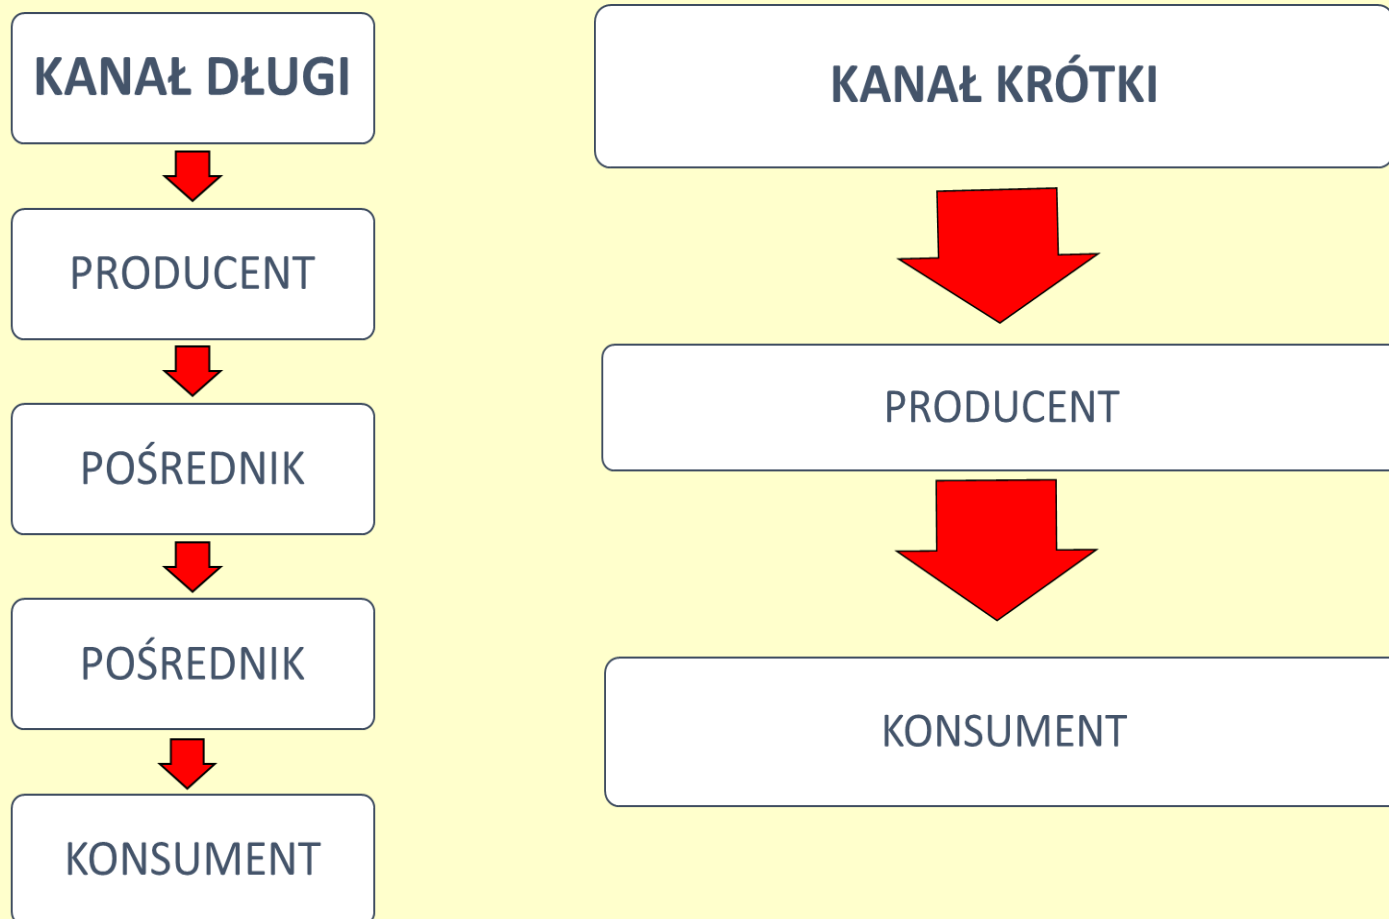 KANAŁ DŁUGI
PRODUCENT
POŚREDNIK
POŚREDNIK
KONSUMENT
KANAŁ KRÓTKI
PRODUCENT
KONSUMENT